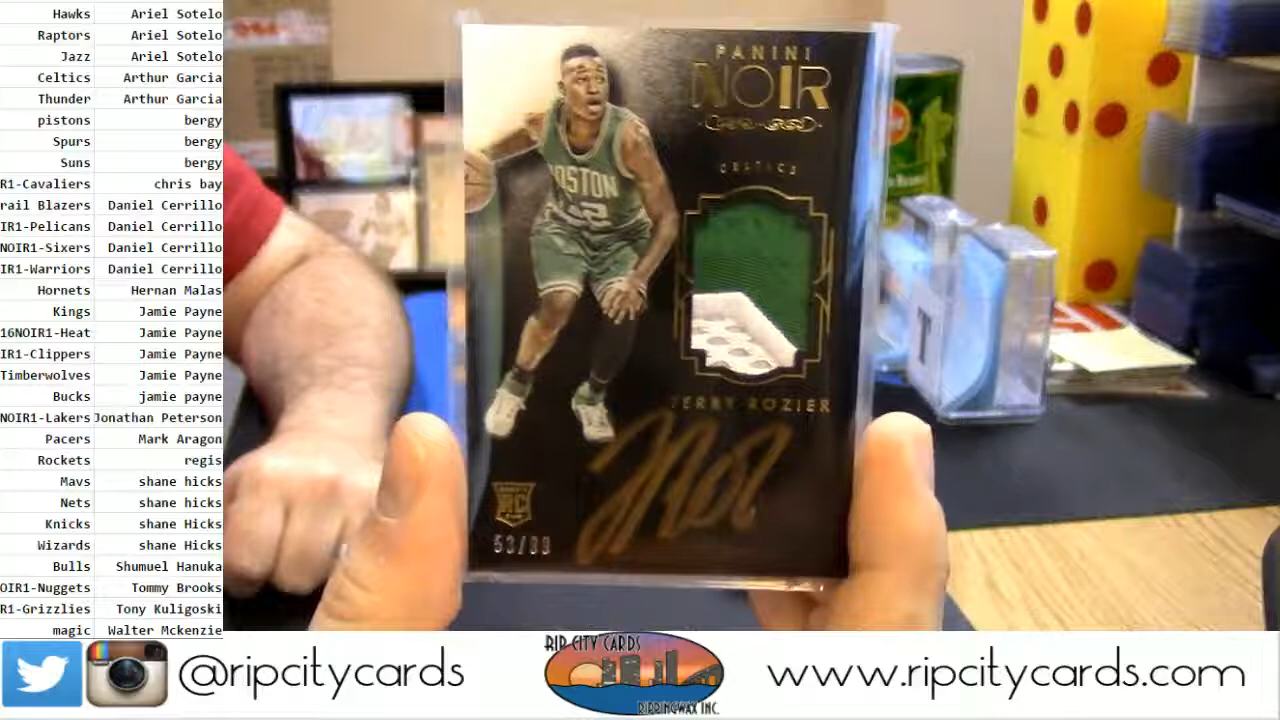 Hawks Ariel Sotelo
Raptors Ariel Sotelo
Jazz Ariel Sotelo
Celtics Arthur Garcia
Thunder Arthur Garcia
pistons bergy
Spurs bergy
Suns bergy
R1-Cavaliers chris bay
rail Blazers Daniel Cerrillo
IR1-Pelicans Daniel Cerrillo
NOIR1-Sixers Daniel Cerrillo
IR1-Warriors Daniel Cerrillo
Hornets Hernan Malas
Kings Jamie Payne
16NOIR1-Heat Jamie Payne
IR1-Clippers Jamie Payne
Timberwolves Jamie Payne
Bucks jamie payne
NOIR1-Lakers Jonathan Peterson
Pacers Mark Aragon
Rockets regis
Mavs shane hicks
Nets shane hicks
Knicks shane Hicks
Wizards shane Hicks
Bulls Shumuel Hanuka
OIR1-Nuggets Tommy Brooks
R1-Grizzlies Tony Kuligoski
magic Walter Mckenzie
PANINI
NOIR
CELTICS
BOSTON
12
TERRY ROZIER
RC
53/99
T
@ripcitycards
RIP CITY CARDS
RIPPINGWAX INC.
www.ripcitycards.com